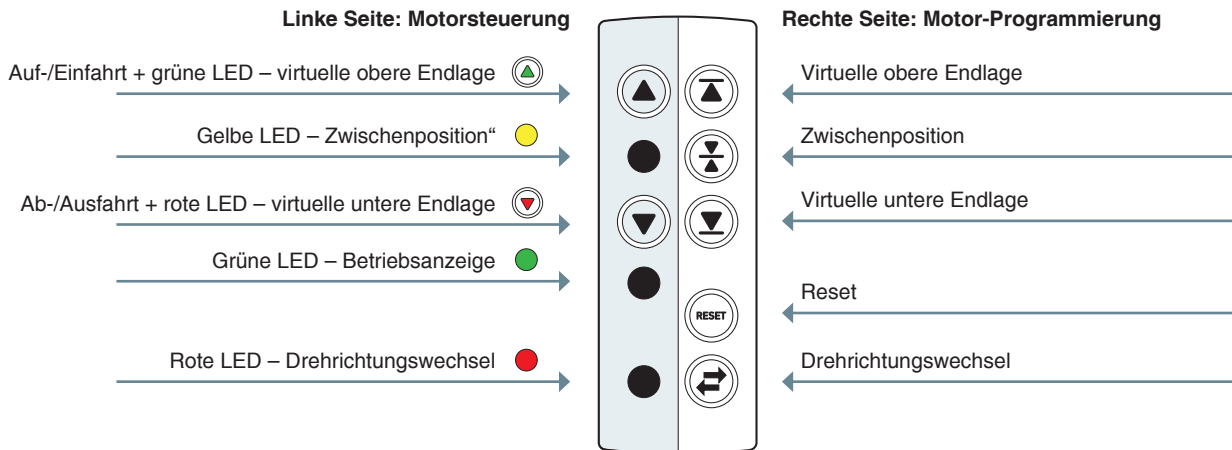 Linke Seite: Motorsteuerung
Rechte Seite: Motor-Programmierung
Auf-/Einfahrt + grüne LED – virtuelle obere Endlage
Virtuelle obere Endlage
Gelbe LED – Zwischenposition“
Zwischenposition
Ab-/Ausfahrt + rote LED – virtuelle untere Endlage
Virtuelle untere Endlage
Grüne LED – Betriebsanzeige
Reset
RESET
Rote LED – Drehrichtungswechsel
Drehrichtungswechsel